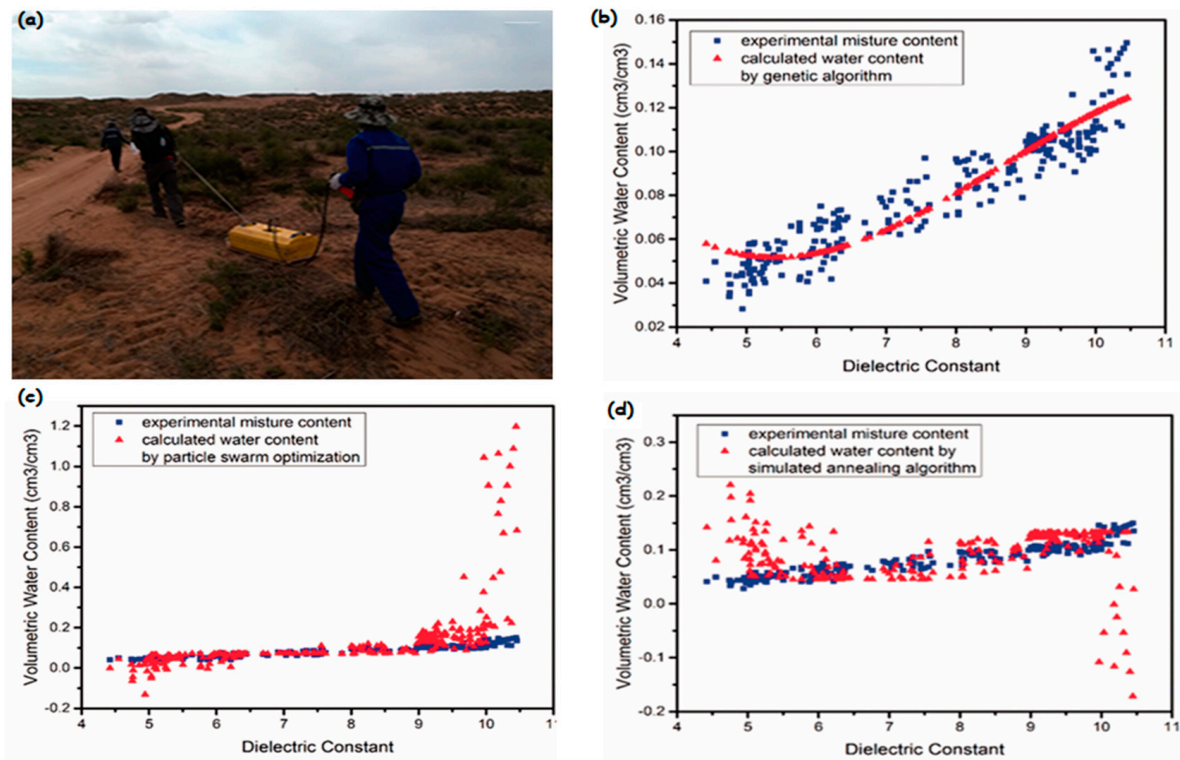 (a)
(b)
0.16
0.14
0.12
0.10
0.08
0.06
0.04
0.02
Volumetric Water Content (cm3/cm3)
experimental misture content
calculated water content
by genetic algorithm
4 5 6 7 8 9 10 11
Dielectric Constant
(c)
1.2
1.0
0.8
0.6
0.4
0.2
0.0
-0.2
Volumetric Water Content (cm3/cm3)
experimental misture content
calculated water content
by particle swarm optimization
4 5 6 7 8 9 10 11
Dielectric Constant
(d)
0.3
0.2
0.1
0.0
-0.1
-0.2
Volumetric Water Content (cm3/cm3)
experimental misture content
calculated water content by
simulated annealing algorithm
4 5 6 7 8 9 10 11
Dielectric Constant